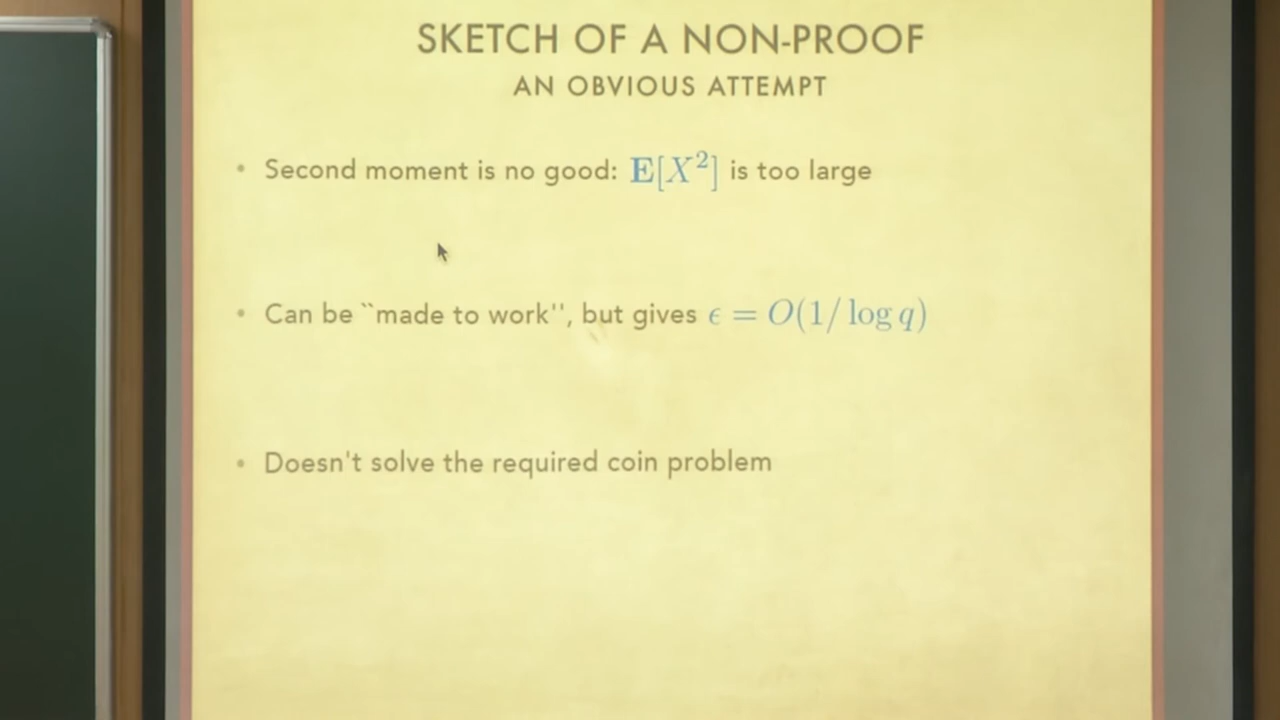 SKETCH OF A NON-PROOF
AN OBVIOUS ATTEMPT
• Second moment is no good: E[X²] is too large
• Can be ``made to work'', but gives ϵ = O(1/ log q)
• Doesn't solve the required coin problem